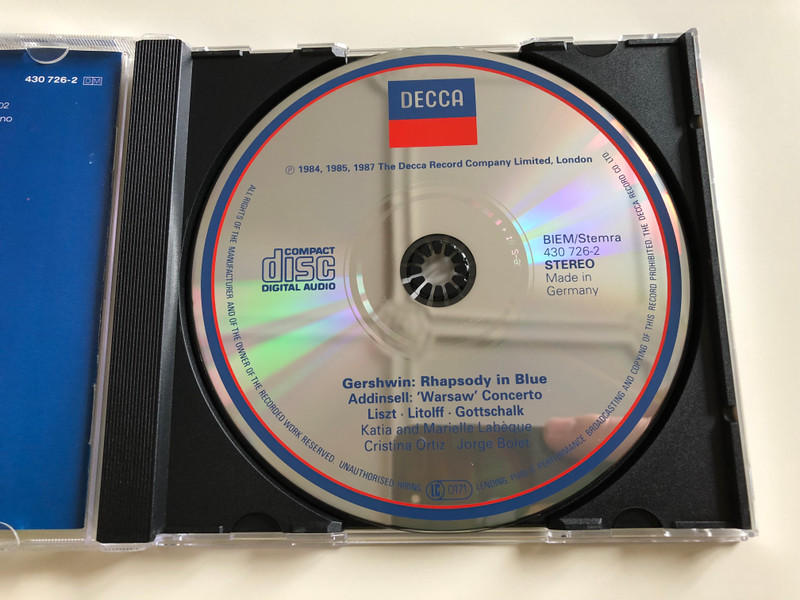 430 726-2 DM
02
no
DECCA
℗ 1984, 1985, 1987 The Decca Record Company Limited, London
COMPACT
disc
DIGITAL AUDIO
BIEM/Stemra
430 726-2
STEREO
Made in
Germany
Gershwin: Rhapsody in Blue
Addinsell: ‘Warsaw’ Concerto
Liszt · Litolff · Gottschalk
Katia and Marielle Labèque
Cristina Ortiz · Jorge Bolet
ALL RIGHTS OF THE MANUFACTURER AND OF THE OWNER OF THE RECORDED WORK RESERVED. UNAUTHORISED HIRING, LENDING, PUBLIC PERFORMANCE, BROADCASTING AND COPYING OF THIS RECORD PROHIBITED. THE DECCA RECORD CO LTD
LC 0171